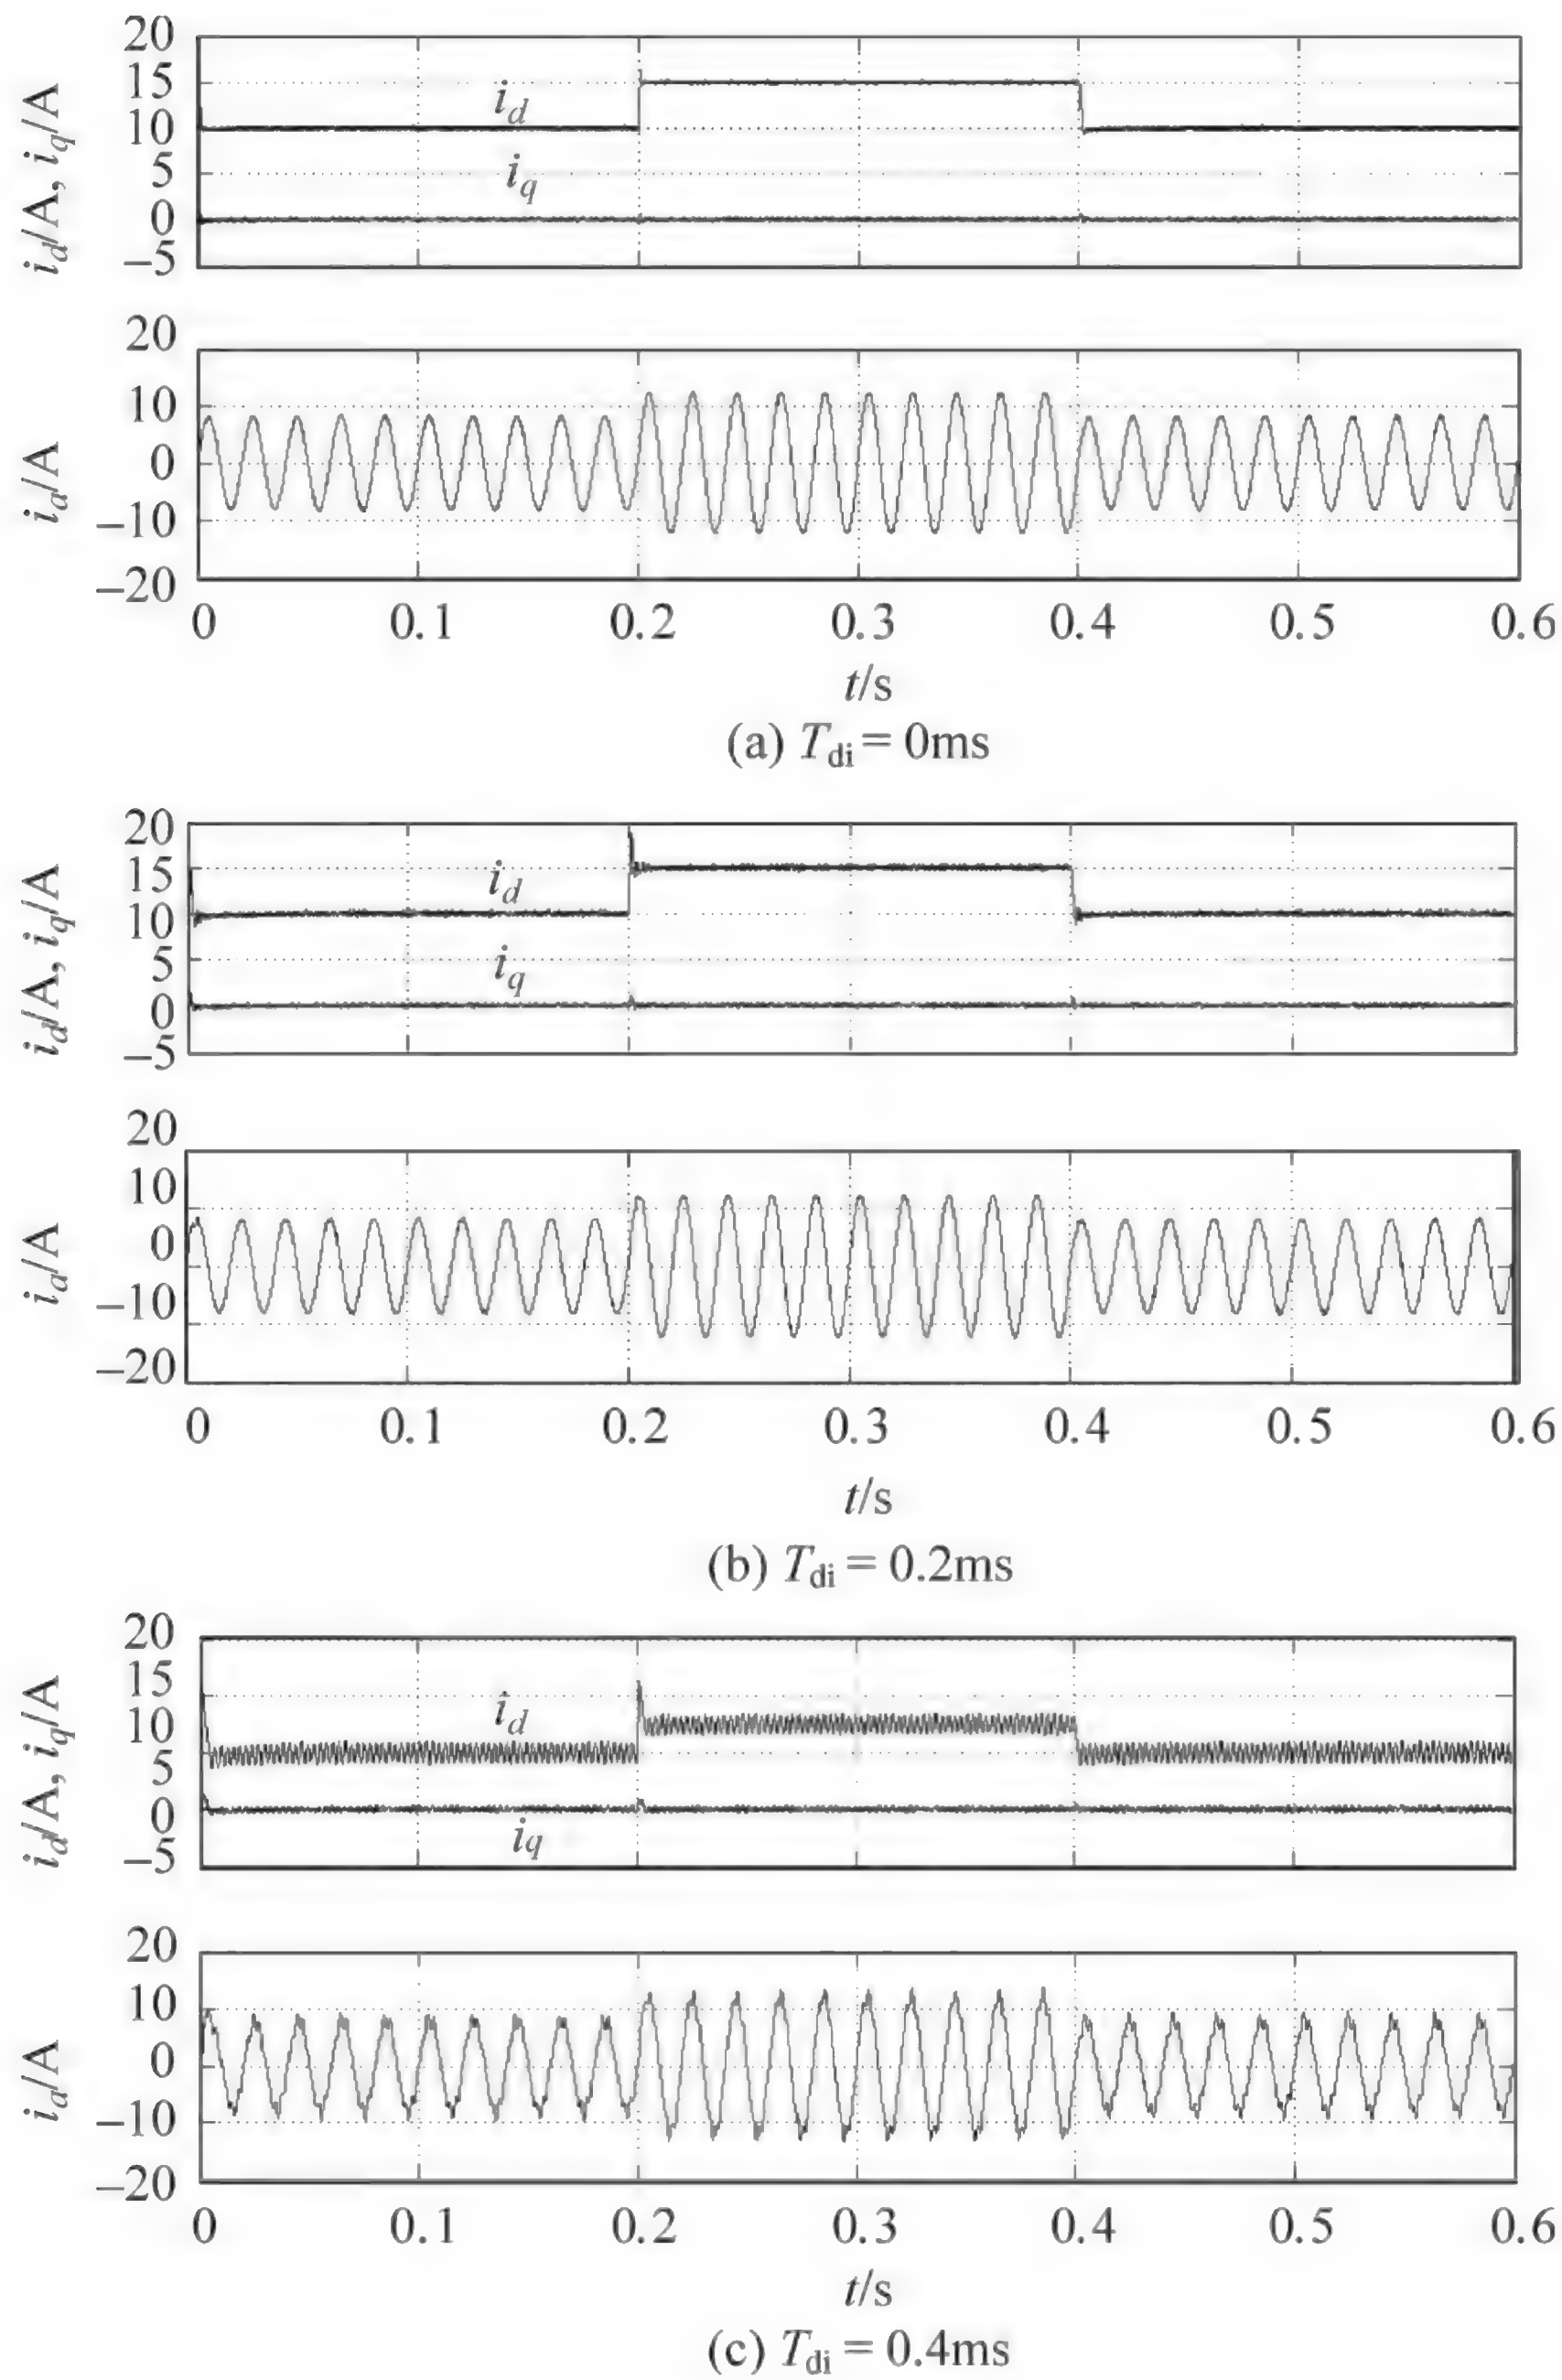 20
15
10
5
0
−5
i_d/A, i_q/A
i_d
i_q
20
10
0
−10
−20
i_a/A
0 0.1 0.2 0.3 0.4 0.5 0.6
t/s
(a) T_di = 0ms
20
15
10
5
0
−5
i_d/A, i_q/A
i_d
i_q
20
10
0
−10
−20
i_a/A
0 0.1 0.2 0.3 0.4 0.5 0.6
t/s
(b) T_di = 0.2ms
20
15
10
5
0
−5
i_d/A, i_q/A
i_d
i_q
20
10
0
−10
−20
i_a/A
0 0.1 0.2 0.3 0.4 0.5 0.6
t/s
(c) T_di = 0.4ms